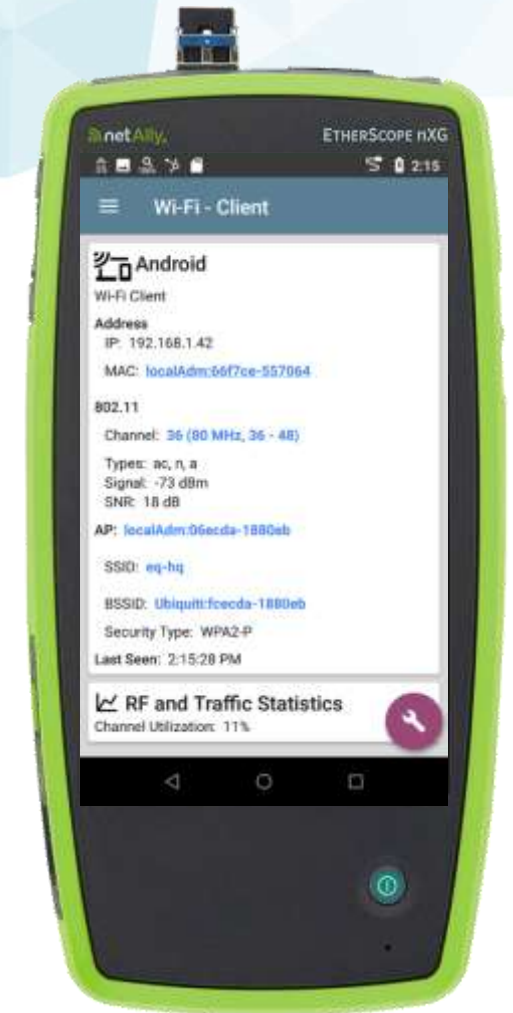 netAlly.
ETHERSCOPE nXG
2:15
Wi-Fi - Client
Android
Wi-Fi Client
Address
IP: 192.168.1.42
MAC: localAdm:66f7ce-557064
802.11
Channel: 36 (80 MHz, 36 - 48)
Types: ac, n, a
Signal: -73 dBm
SNR: 18 dB
AP: localAdm:06ecda-1880eb
SSID: eq-hq
BSSID: Ubiquiti:fcecda-1880eb
Security Type: WPA2-P
Last Seen: 2:15:28 PM
RF and Traffic Statistics
Channel Utilization: 11%